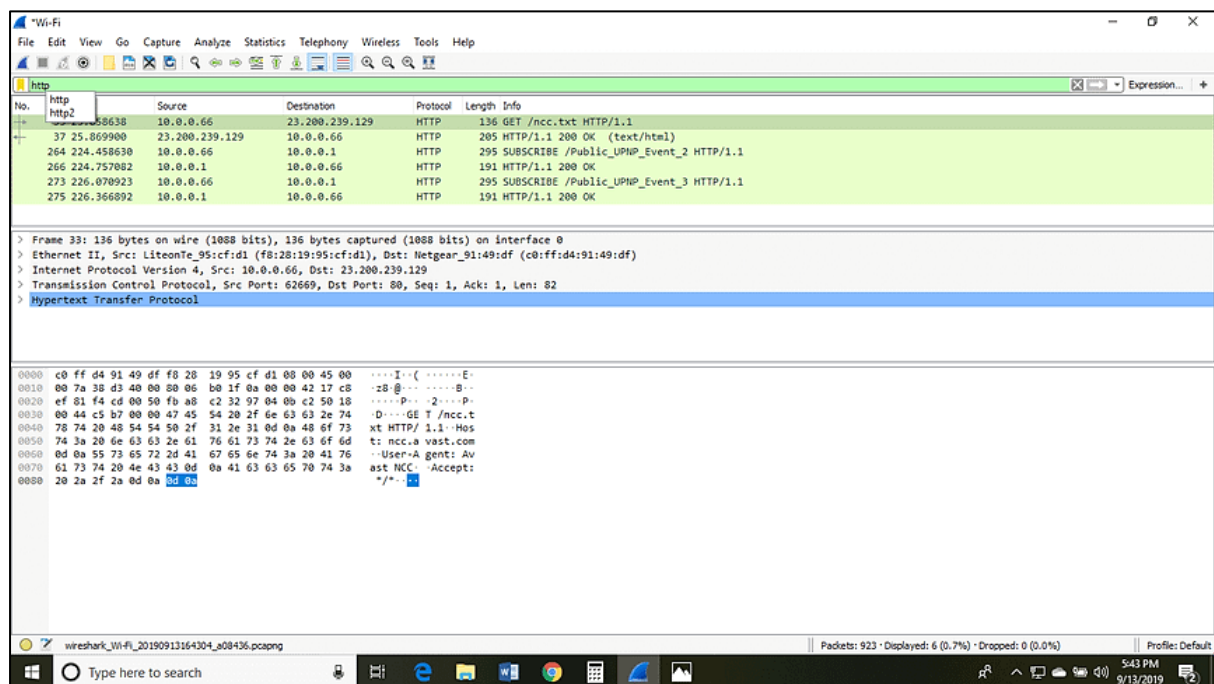 *Wi-Fi
File Edit View Go Capture Analyze Statistics Telephony Wireless Tools Help
http
Expression... +
http
http2
No. Source Destination Protocol Length Info
10.0.0.66 23.200.239.129 HTTP 136 GET /ncc.txt HTTP/1.1
37 25.869900 23.200.239.129 10.0.0.66 HTTP 205 HTTP/1.1 200 OK (text/html)
264 224.458630 10.0.0.66 10.0.0.1 HTTP 295 SUBSCRIBE /Public_UPNP_Event_2 HTTP/1.1
266 224.757082 10.0.0.1 10.0.0.66 HTTP 191 HTTP/1.1 200 OK
273 226.070923 10.0.0.66 10.0.0.1 HTTP 295 SUBSCRIBE /Public_UPNP_Event_3 HTTP/1.1
275 226.366892 10.0.0.1 10.0.0.66 HTTP 191 HTTP/1.1 200 OK
> Frame 33: 136 bytes on wire (1088 bits), 136 bytes captured (1088 bits) on interface 0
> Ethernet II, Src: LiteonTe_95:cf:d1 (f8:28:19:95:cf:d1), Dst: Netgear_91:49:df (c0:ff:d4:91:49:df)
> Internet Protocol Version 4, Src: 10.0.0.66, Dst: 23.200.239.129
> Transmission Control Protocol, Src Port: 62669, Dst Port: 80, Seq: 1, Ack: 1, Len: 82
> Hypertext Transfer Protocol
0000 c0 ff d4 91 49 df f8 28 19 95 cf d1 08 00 45 00 ····I··( ······E·
0010 00 7a 38 d3 40 00 80 06 b0 1f 0a 00 00 42 17 c8 ·z8·@··· ·····B··
0020 ef 81 f4 cd 00 50 fb a8 c2 32 97 04 0b c2 50 18 ·····P·· ·2····P·
0030 00 44 c5 b7 00 00 47 45 54 20 2f 6e 63 63 2e 74 ·D····GE T /ncc.t
0040 78 74 20 48 54 54 50 2f 31 2e 31 0d 0a 48 6f 73 xt HTTP/ 1.1··Hos
0050 74 3a 20 6e 63 63 2e 61 76 61 73 74 2e 63 6f 6d t: ncc.a vast.com
0060 0d 0a 55 73 65 72 2d 41 67 65 6e 74 3a 20 41 76 ··User-A gent: Av
0070 61 73 74 20 4e 43 43 0d 0a 41 63 63 65 70 74 3a ast NCC· ·Accept:
0080 20 2a 2f 2a 0d 0a 0d 0a */*····
wireshark_Wi-Fi_20190913164304_a08436.pcapng Packets: 923 · Displayed: 6 (0.7%) · Dropped: 0 (0.0%) Profile: Default
Type here to search
5:43 PM
9/13/2019